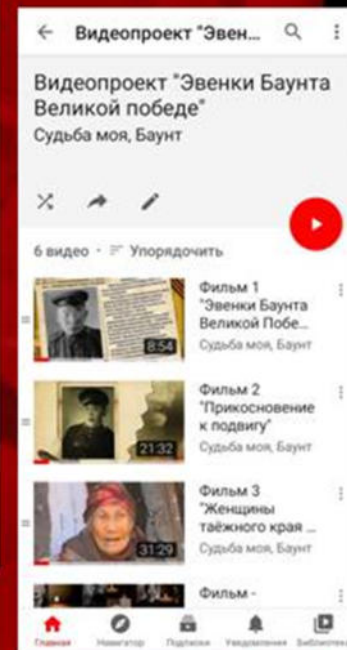 Видеопроект "Эвен...
Видеопроект "Эвенки Баунта
Великой победе"
Судьба моя, Баунт
6 видео · Упорядочить
Фильм 1
"Эвенки Баунта
Великой Побе...
Судьба моя, Баунт
8:54
Фильм 2
"Прикосновение
к подвигу"
Судьба моя, Баунт
21:32
Фильм 3
"Женщины
таёжного края ...
Судьба моя, Баунт
31:29
Фильм -
Главная
Навигатор
Подписки
Уведомления
Библиотека